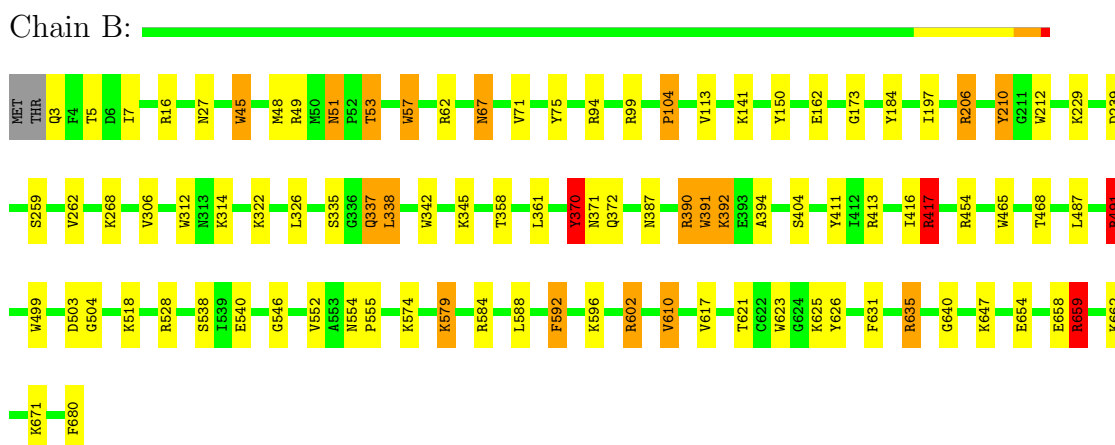 Chain B:
MET THR Q3 F4 T5 D6 I7 R16 N27 W45 M48 R49 M50 N51 P52 T53 W57 R62 N67 V71 Y75 R94 R99 P104 V113 K141 Y150 E162 G173 Y184 I197 R206 Y210 G211 W212 K229
S259 V262 K268 V306 W312 N313 K314 K322 L326 S335 G336 Q337 L338 W342 K345 T358 L361 Y370 N371 Q372 N387 R390 W391 K392 E393 A394 S404 Y411 I412 R413 I416 R417 R454 W465 T468 L487
W499 D503 G504 K518 R528 S538 I539 E540 G546 V552 A553 N554 P555 K574 K579 R584 L588 F592 K596 R602 V610 V617 T621 C622 W623 G624 K625 Y626 F631 R635 G640 K647 E654 E658 R659
K671 F680